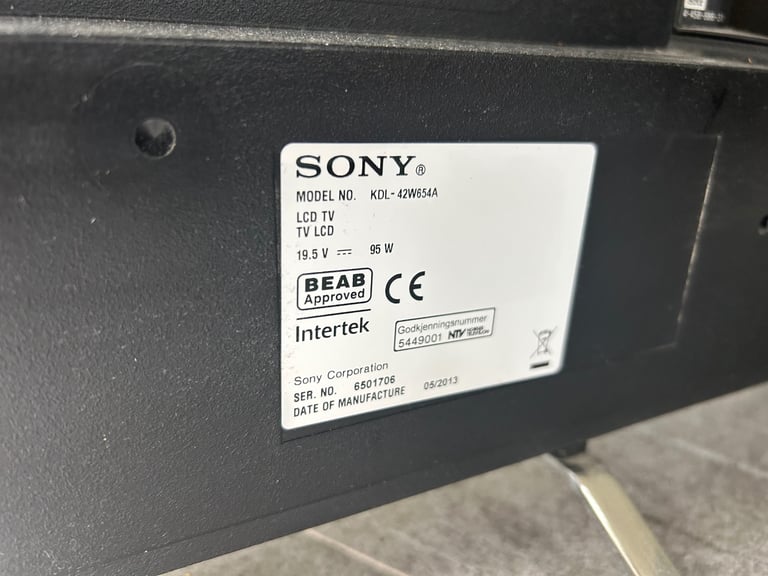 SONY®
MODEL NO. KDL-42W654A
LCD TV
TV LCD
19.5 V ⎓ 95 W
BEAB
Approved
CE
Intertek
Godkjenningsnummer
5449001 NTV
Sony Corporation
SER. NO. 6501706
DATE OF MANUFACTURE 05/2013